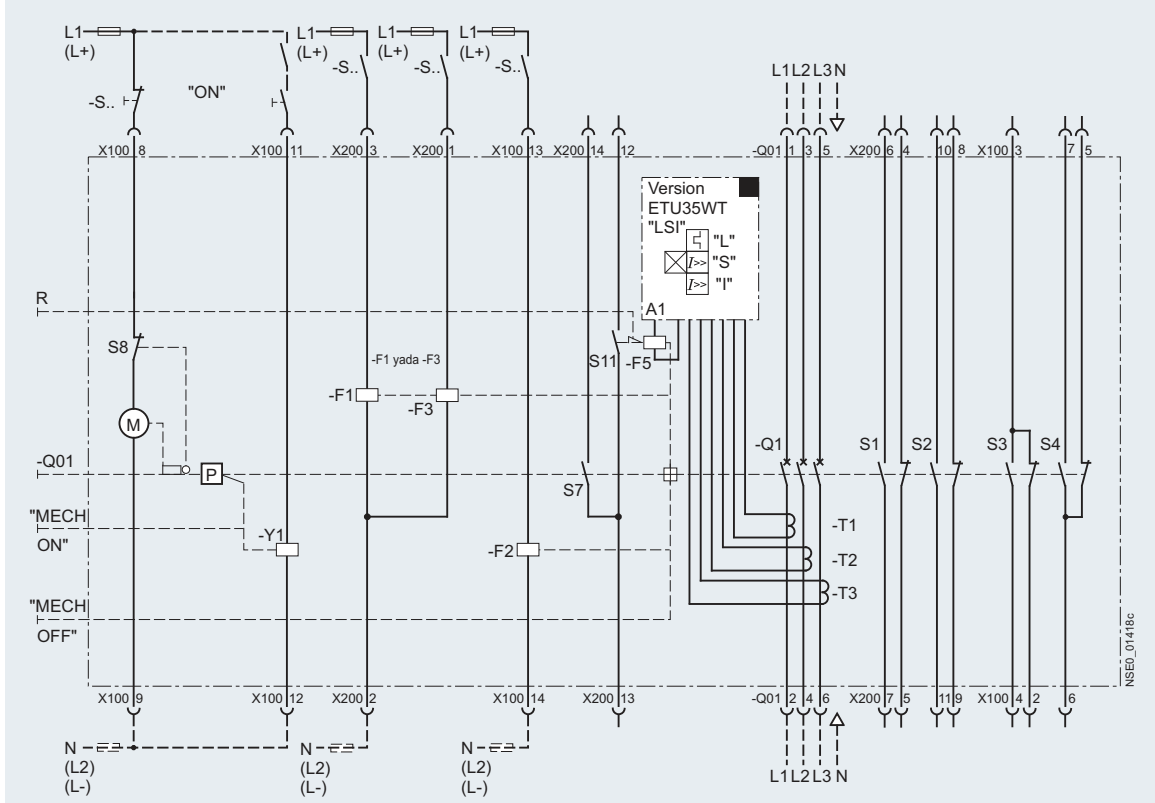 L1 L1 L1 L1
(L+) (L+) (L+) (L+)
-S.. -S.. -S..
L1 L2 L3 N
-S.. "ON"
X100 8 X100 11 X200 3 X200 1 X100 13 X200 14 12 -Q01 1 3 5 X200 6 4 10 8 X100 3 7 5
Version
ETU35WT
"LSI"
"L"
I>> "S"
I>> "I"
A1
R
S8
-F1 yada -F3
S11 -F5
-F1 -F3
M
-Q1 S1 S2 S3 S4
-Q01
P
S7
"MECH
ON"
-Y1
-F2
-T1
-T2
-T3
"MECH
OFF"
NSE0_01418c
X100 9 X100 12 X200 2 X100 14 X200 13 -Q01 2 4 6 X200 7 5 11 9 X100 4 2 6
N N N
(L2) (L2) (L2)
(L-) (L-) (L-)
L1 L2 L3 N